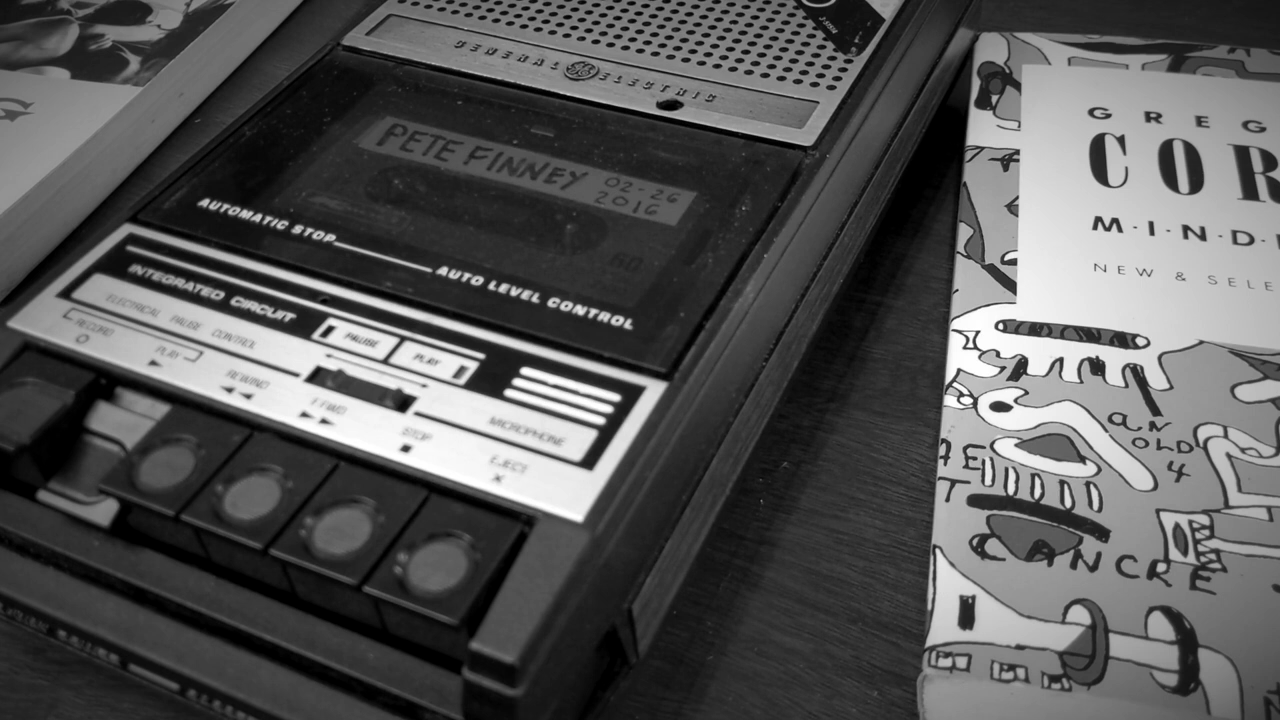 GENERAL GE ELECTRIC
PETE FINNEY 02-26
2016
60
AUTOMATIC STOP
AUTO LEVEL CONTROL
INTEGRATED CIRCUIT
ELECTRICAL PAUSE CONTROL
PAUSE
PLAY
RECORD
PLAY
REWIND
F.FWD
STOP
MICROPHONE
EJECT
GREG
COR
M·I·N·D·
NEW & SELE
an
OLD
4
CANCRE